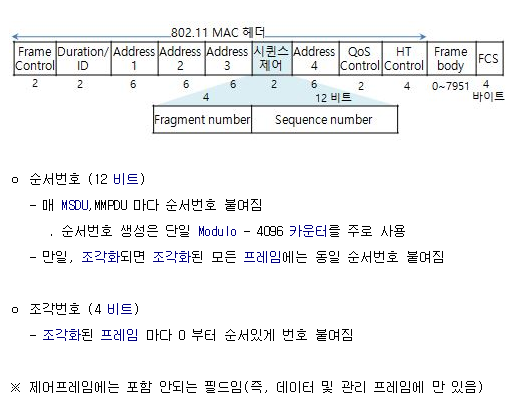 802.11 MAC 헤더
Frame Control Duration/ ID Address 1 Address 2 Address 3 시퀀스 제어 Address 4 QoS Control HT Control Frame body FCS
2 2 6 6 6 2 6 2 4 0~7951 4
바이트
4 12 비트
Fragment number Sequence number
o 순서번호 (12 비트)
- 매 MSDU,MMPDU 마다 순서번호 붙여짐
. 순서번호 생성은 단일 Modulo - 4096 카운터를 주로 사용
- 만일, 조각화되면 조각화된 모든 프레임에는 동일 순서번호 붙여짐
o 조각번호 (4 비트)
- 조각화된 프레임 마다 0 부터 순서있게 번호 붙여짐
※ 제어프레임에는 포함 안되는 필드임(즉, 데이터 및 관리 프레임에 만 있음)